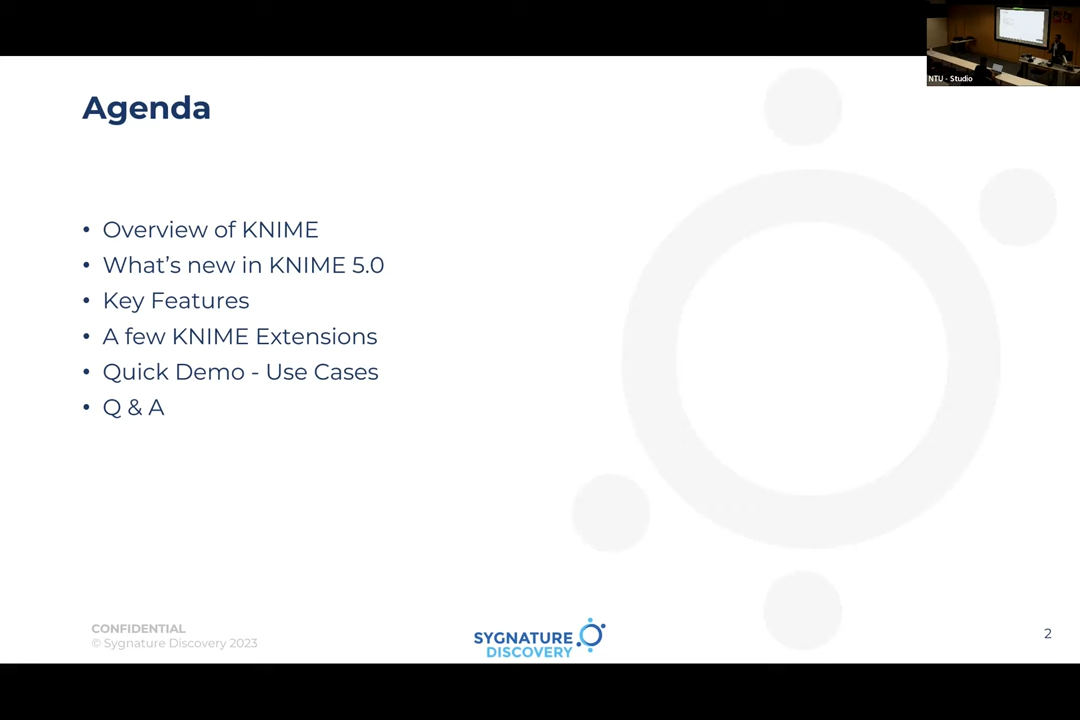 NTU - Studio
Agenda
• Overview of KNIME
• What's new in KNIME 5.0
• Key Features
• A few KNIME Extensions
• Quick Demo - Use Cases
• Q & A
CONFIDENTIAL
© Sygnature Discovery 2023
SYGNATURE
DISCOVERY
2